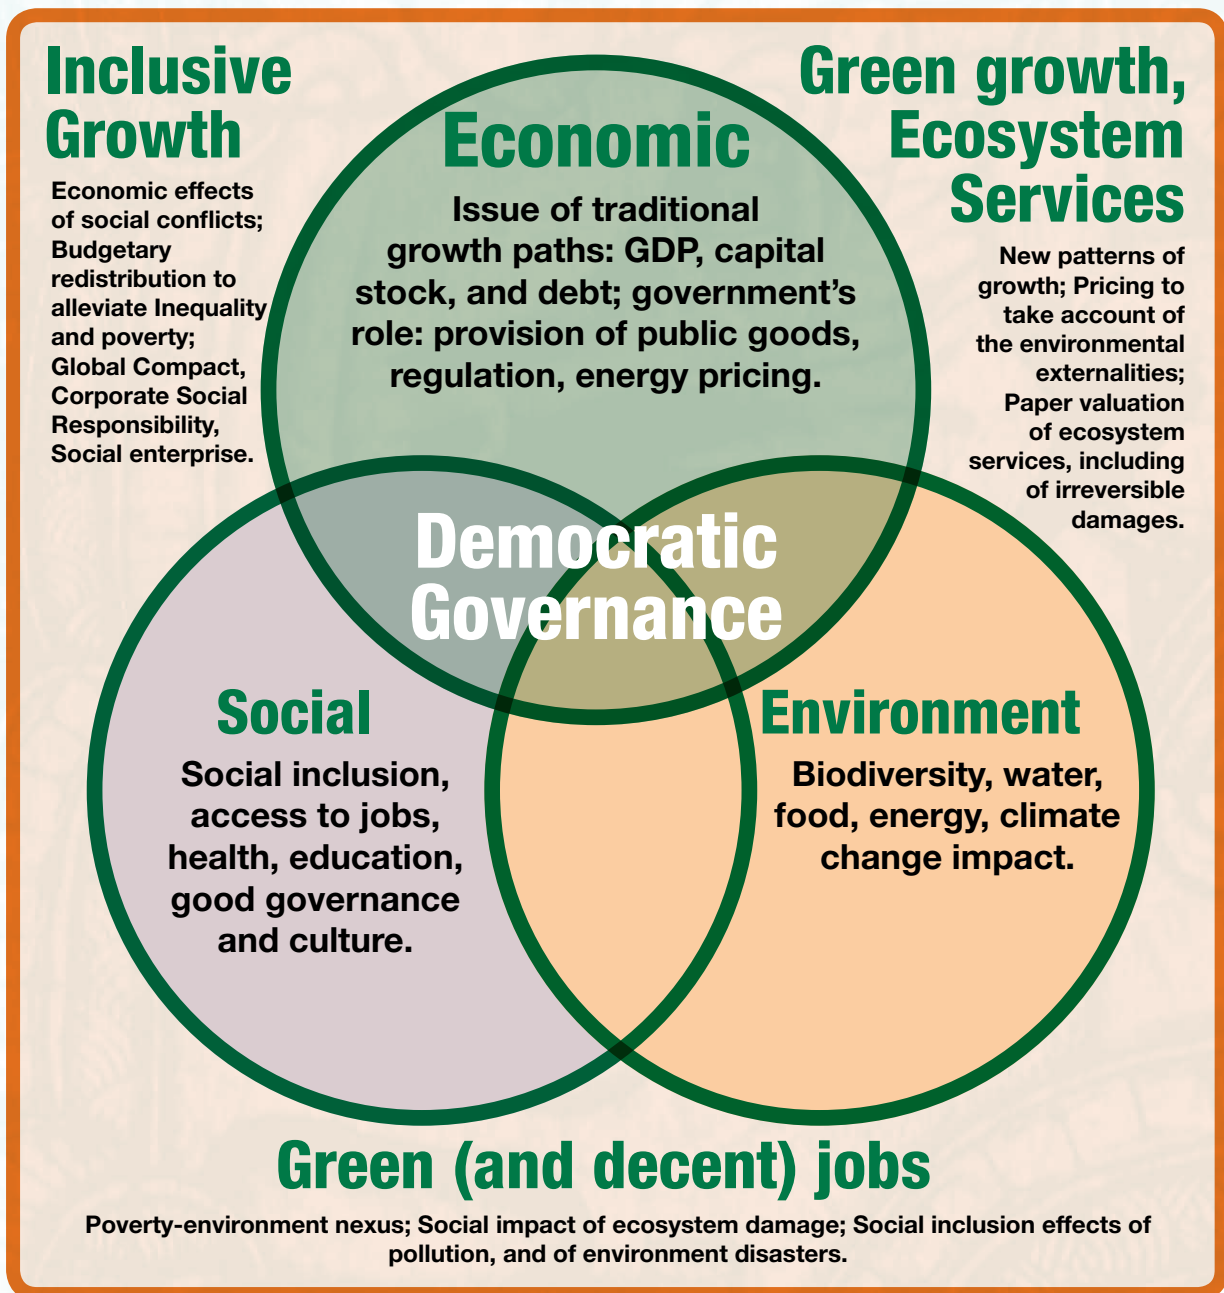 Inclusive
Growth
Economic effects
of social conflicts;
Budgetary
redistribution to
alleviate Inequality
and poverty;
Global Compact,
Corporate Social
Responsibility,
Social enterprise.
Economic
Issue of traditional
growth paths: GDP, capital
stock, and debt; government’s
role: provision of public goods,
regulation, energy pricing.
Green growth,
Ecosystem
Services
New patterns of
growth; Pricing to
take account of
the environmental
externalities;
Paper valuation
of ecosystem
services, including
of irreversible
damages.
Democratic
Governance
Social
Social inclusion,
access to jobs,
health, education,
good governance
and culture.
Environment
Biodiversity, water,
food, energy, climate
change impact.
Green (and decent) jobs
Poverty-environment nexus; Social impact of ecosystem damage; Social inclusion effects of
pollution, and of environment disasters.